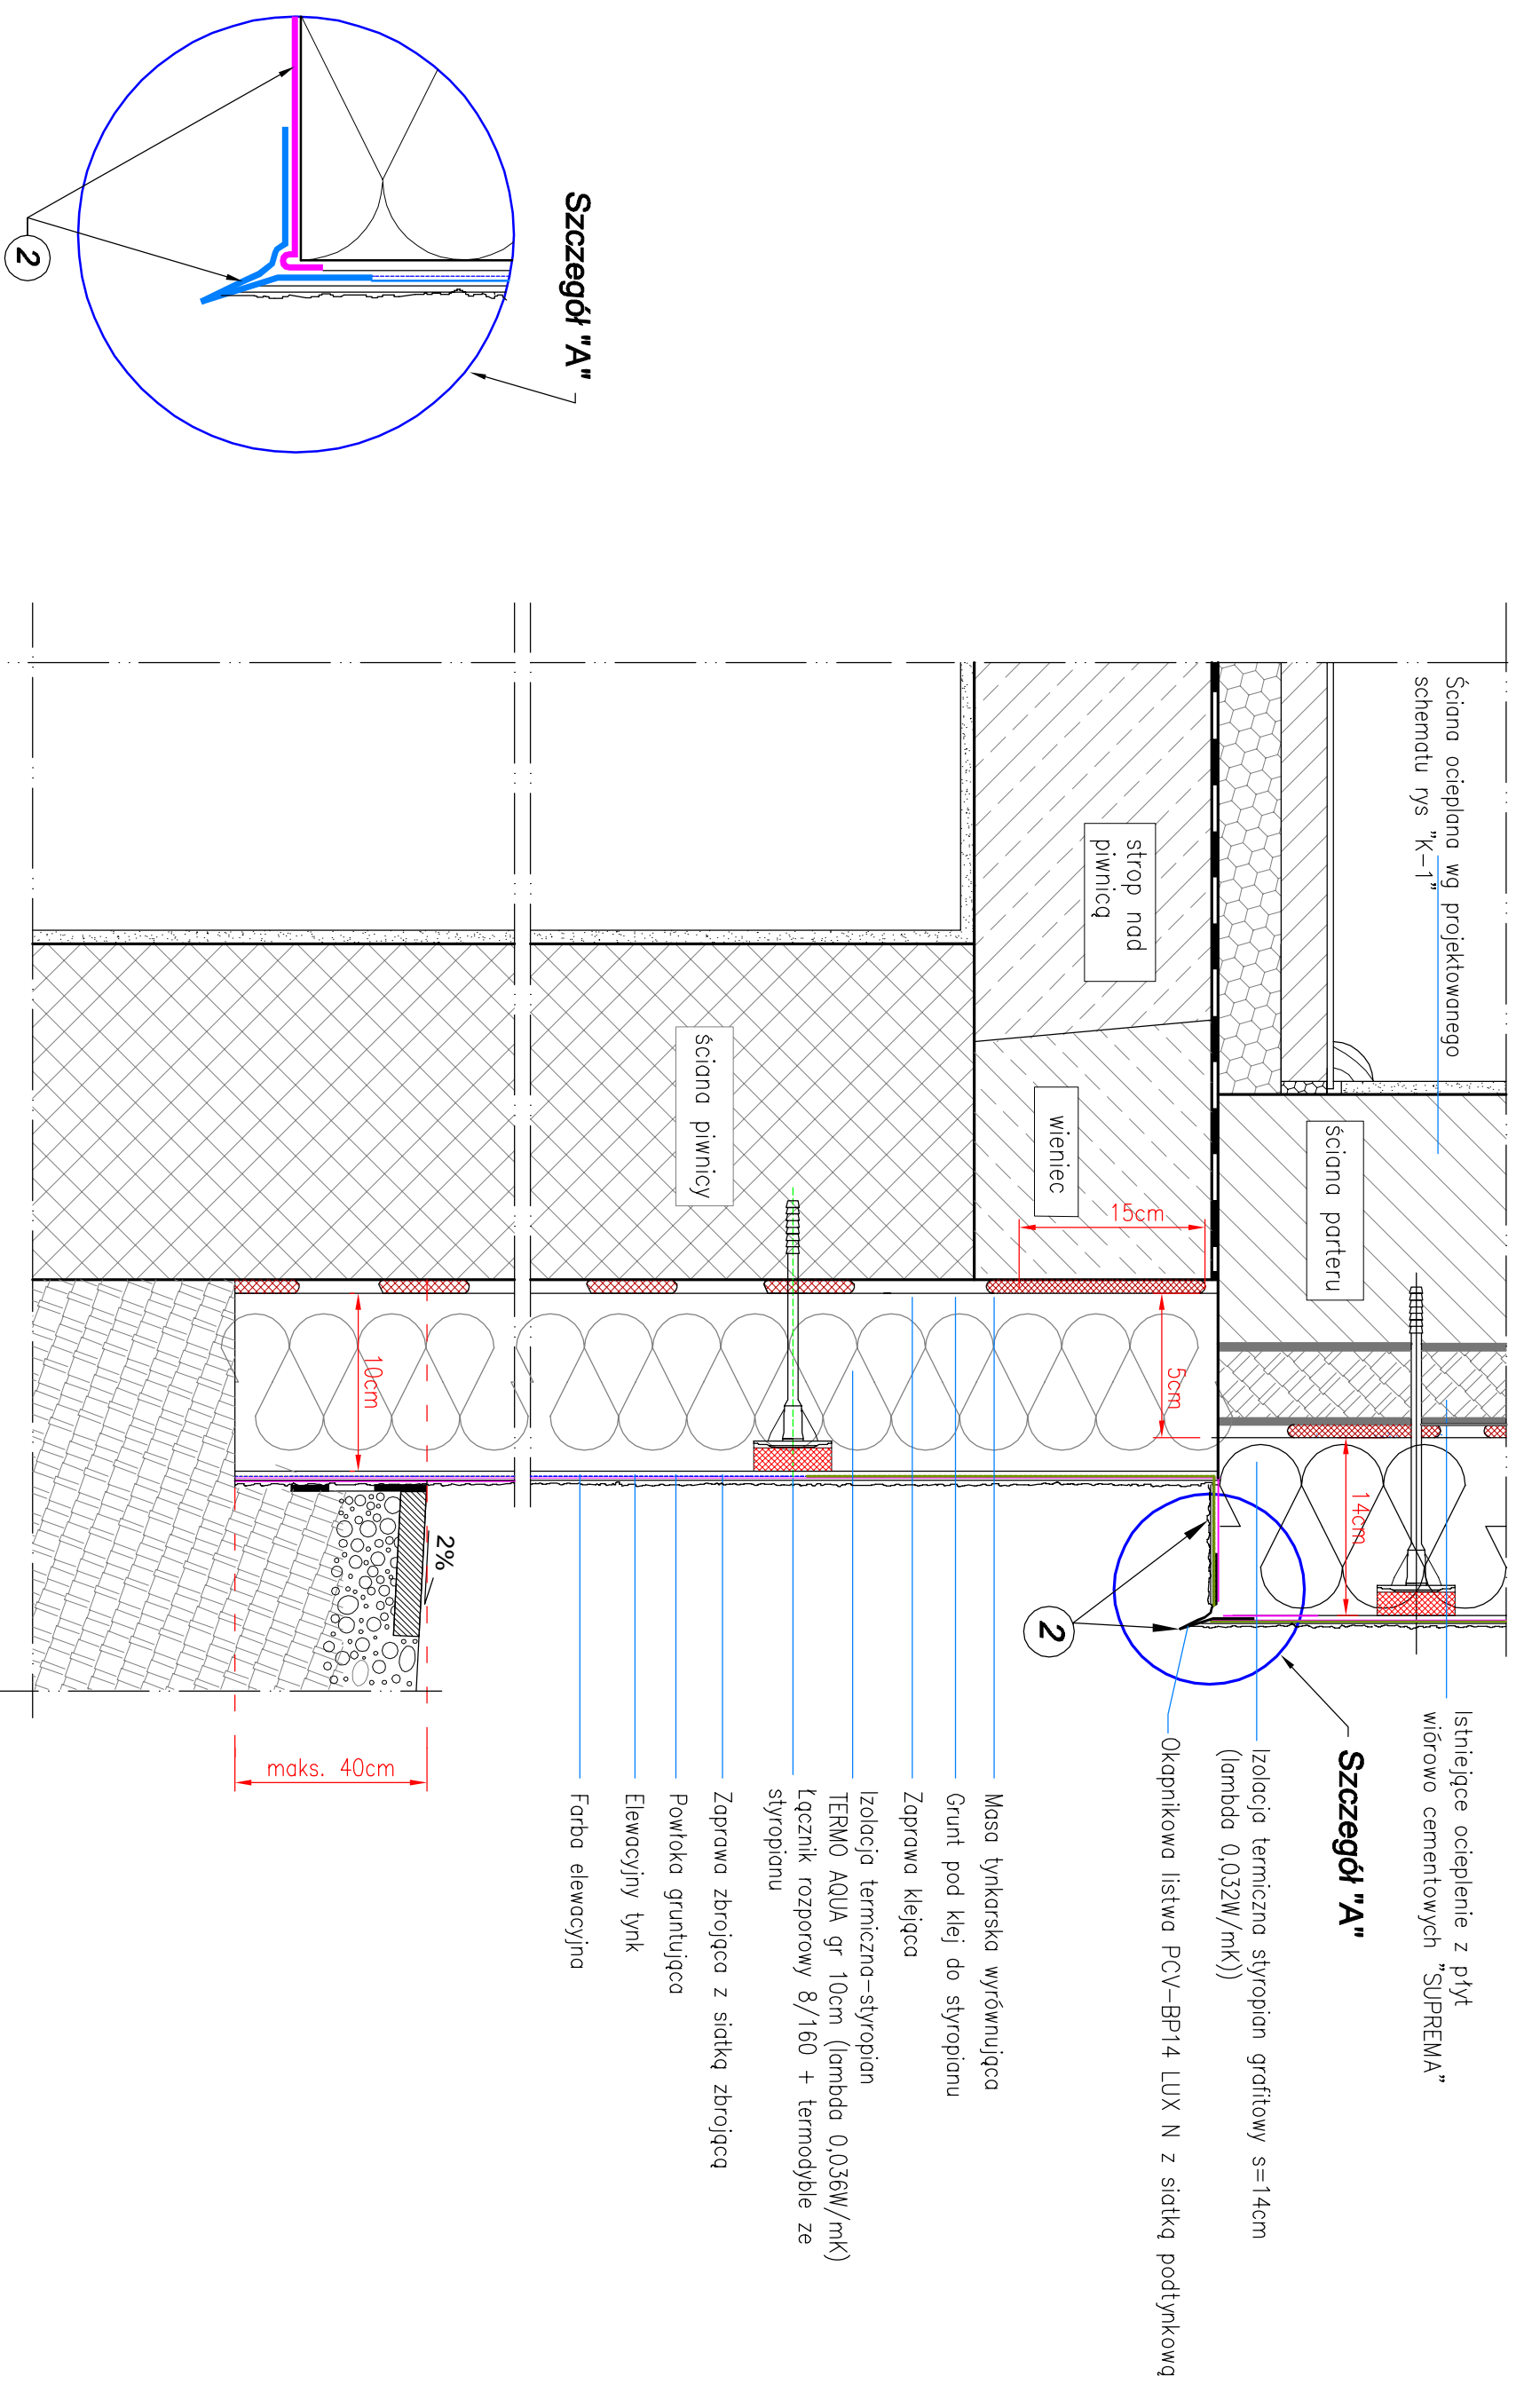 Ściana ocieplana wg projektowanego
schematu rys "K-1"
ściana parteru
strop nad
piwnicą
wieniec
ściana piwnicy
15cm
5cm
14cm
10cm
2%
maks. 40cm
2
Istniejące ocieplenie z płyt
wiórowo cementowych "SUPREMA"
Szczegół "A"
Izolacja termiczna styropian grafitowy s=14cm
(lambda 0,032W/mK))
Okapnikowa listwa PCV-BP14 LUX N z siatką podtynkową
Masa tynkarska wyrównująca
Grunt pod klej do styropianu
Zaprawa klejąca
Izolacja termiczna-styropian
TERMO AQUA gr 10cm (lambda 0,036W/mK)
Łącznik rozporowy 8/160 + termodyble ze
styropianu
Zaprawa zbrojąca z siatką zbrojącą
Powłoka gruntująca
Elewacyjny tynk
Farba elewacyjna
Szczegół "A"
2